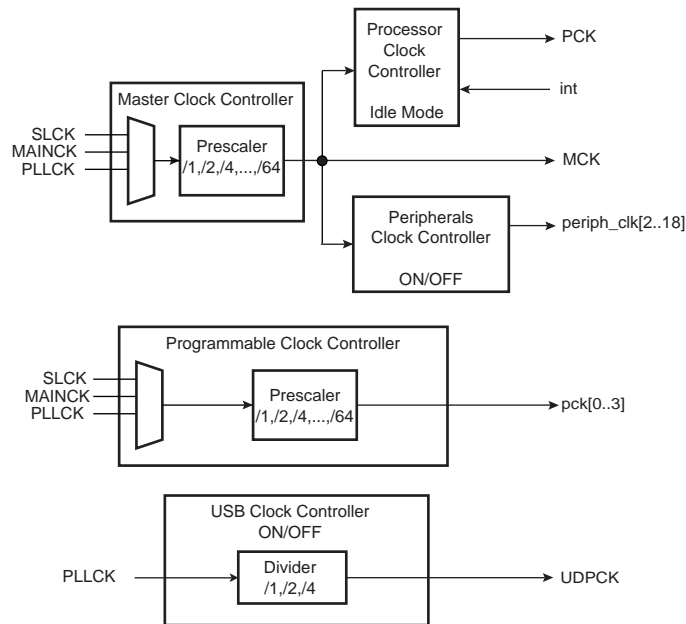 Processor
Clock
Controller
Idle Mode
PCK
int
Master Clock Controller
SLCK
MAINCK
PLLCK
Prescaler
/1,/2,/4,...,/64
MCK
Peripherals
Clock Controller
ON/OFF
periph_clk[2..18]
Programmable Clock Controller
SLCK
MAINCK
PLLCK
Prescaler
/1,/2,/4,...,/64
pck[0..3]
USB Clock Controller
ON/OFF
PLLCK
Divider
/1,/2,/4
UDPCK